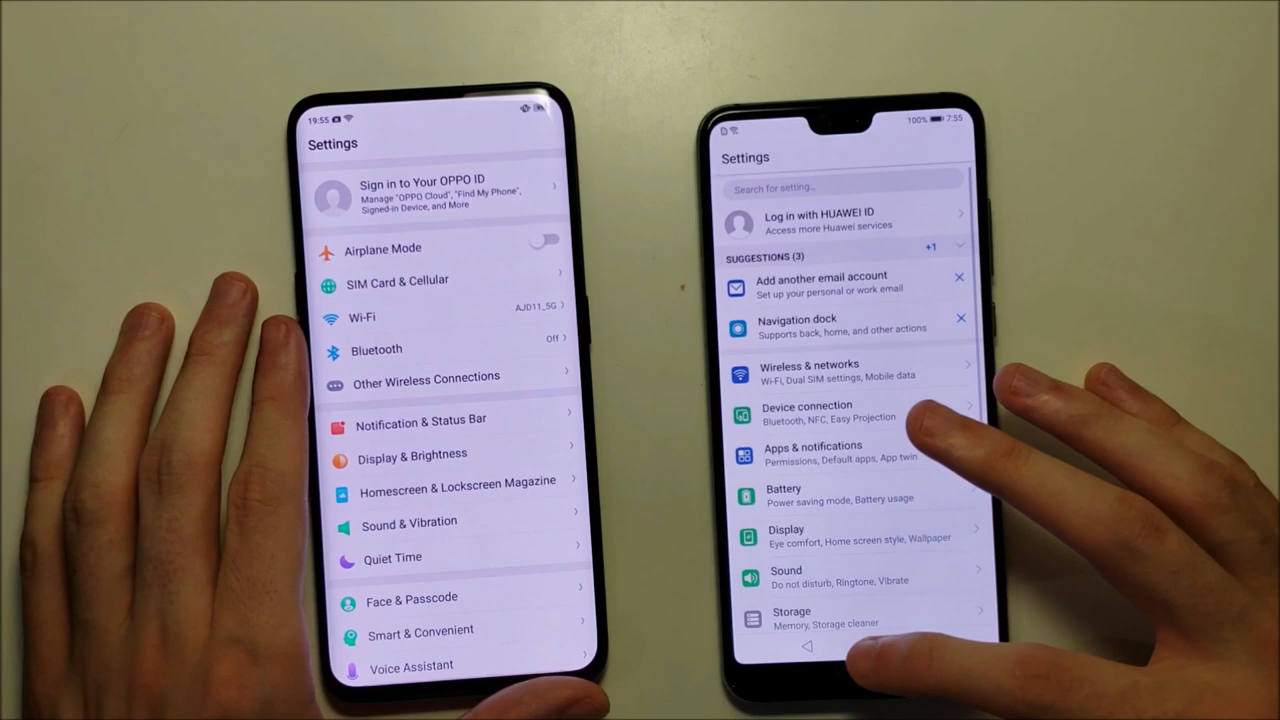 19:55
Settings
Sign in to Your OPPO ID
Manage "OPPO Cloud", "Find My Phone",
Signed-in Device, and More
Airplane Mode
SIM Card & Cellular
Wi-Fi AJD11_5G
Bluetooth Off
Other Wireless Connections
Notification & Status Bar
Display & Brightness
Homescreen & Lockscreen Magazine
Sound & Vibration
Quiet Time
Face & Passcode
Smart & Convenient
Voice Assistant
100% 7:55
Settings
Search for setting...
Log in with HUAWEI ID
Access more Huawei services
SUGGESTIONS (3) +1
Add another email account
Set up your personal or work email
Navigation dock
Supports back, home, and other actions
Wireless & networks
Wi-Fi, Dual SIM settings, Mobile data
Device connection
Bluetooth, NFC, Easy Projection
Apps & notifications
Permissions, Default apps, App twin
Battery
Power saving mode, Battery usage
Display
Eye comfort, Home screen style, Wallpaper
Sound
Do not disturb, Ringtone, Vibrate
Storage
Memory, Storage cleaner